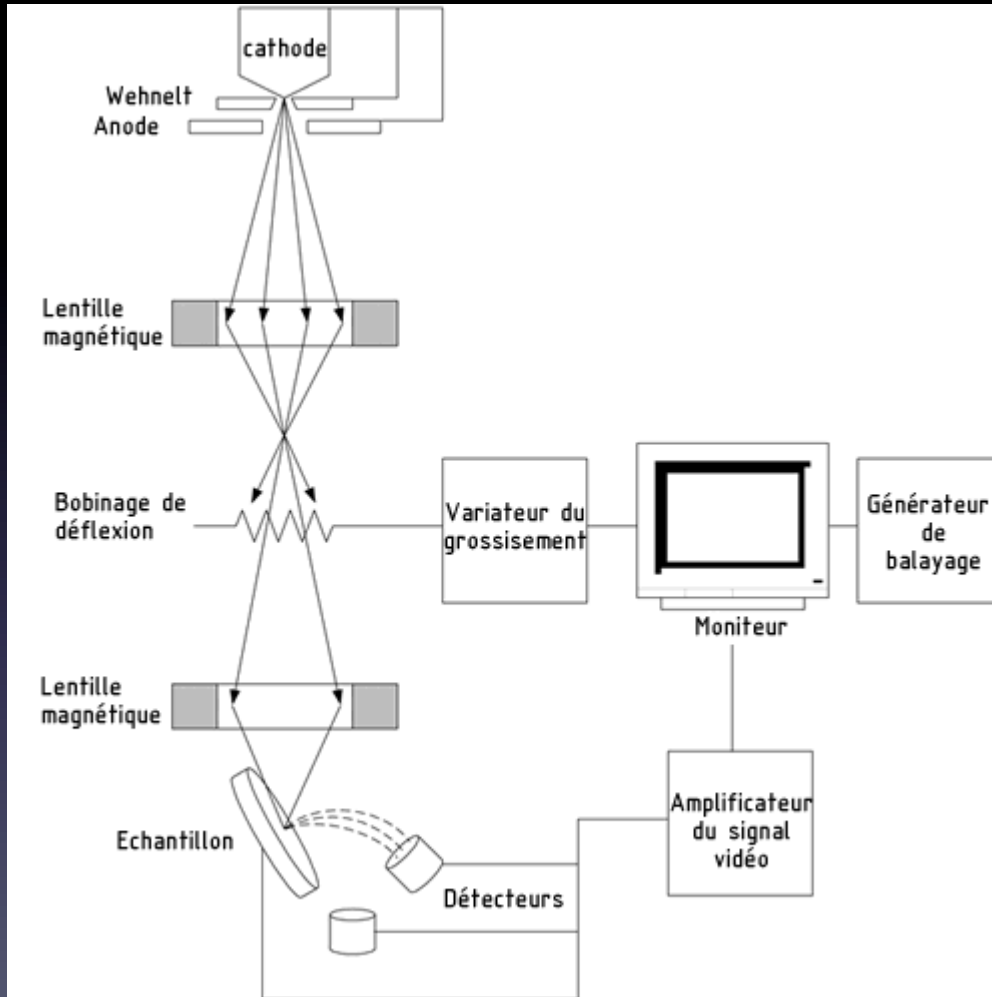 cathode
Wehnelt
Anode
Lentille
magnétique
Bobinage de
déflexion
Variateur du
grossisement
Générateur
de
balayage
Moniteur
Lentille
magnétique
Echantillon
Détecteurs
Amplificateur
du signal
vidéo